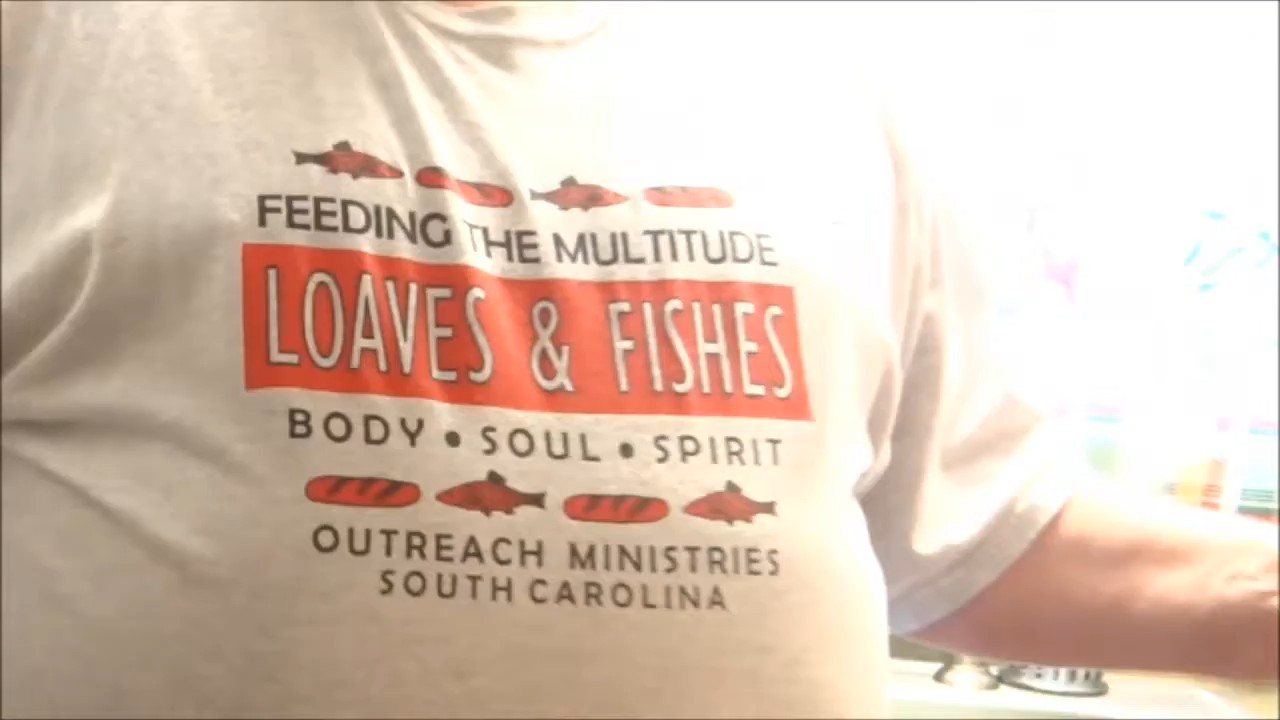 FEEDING THE MULTITUDE
LOAVES & FISHES
BODY • SOUL • SPIRIT
OUTREACH MINISTRIES
SOUTH CAROLINA